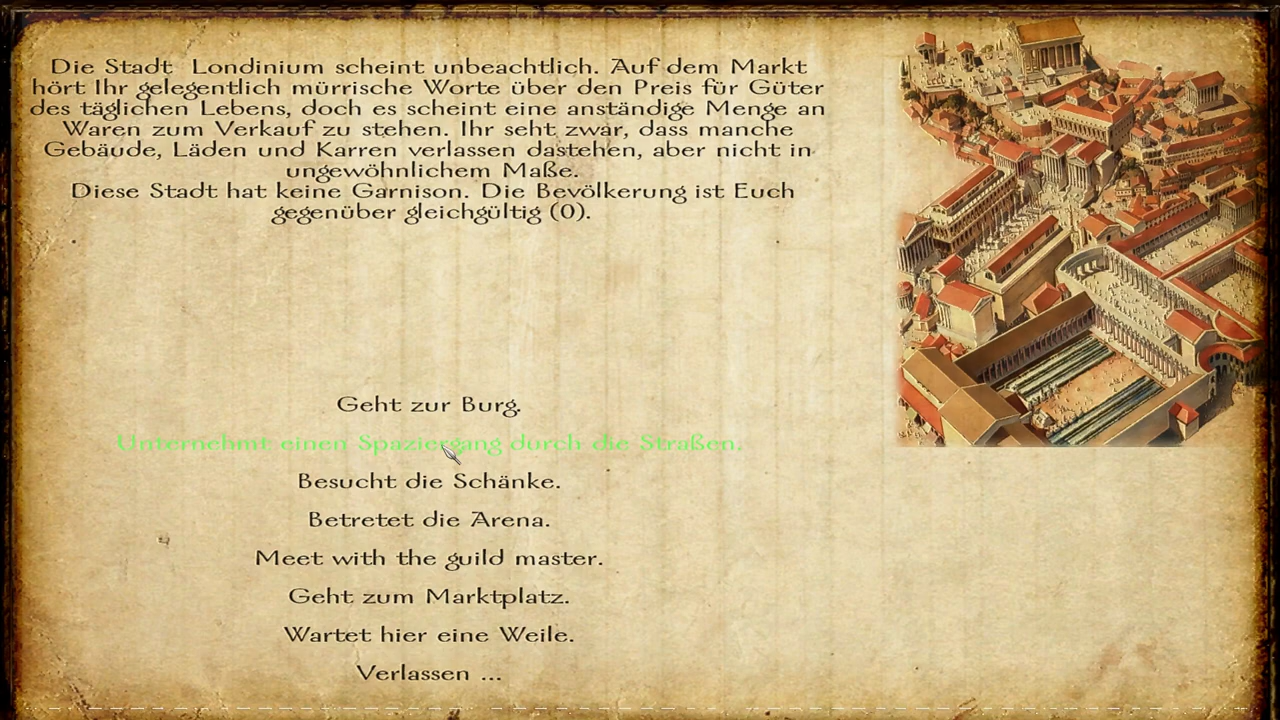 Die Stadt Londinium scheint unbeachtlich. Auf dem Markt
hört Ihr gelegentlich mürrische Worte über den Preis für Güter
des täglichen Lebens, doch es scheint eine anständige Menge an
Waren zum Verkauf zu stehen. Ihr seht zwar, dass manche
Gebäude, Läden und Karren verlassen dastehen, aber nicht in
ungewöhnlichem Maße.
Diese Stadt hat keine Garnison. Die Bevölkerung ist Euch
gegenüber gleichgültig (0).
Geht zur Burg.
Unternehmt einen Spaziergang durch die Straßen.
Besucht die Schänke.
Betretet die Arena.
Meet with the guild master.
Geht zum Marktplatz.
Wartet hier eine Weile.
Verlassen ...